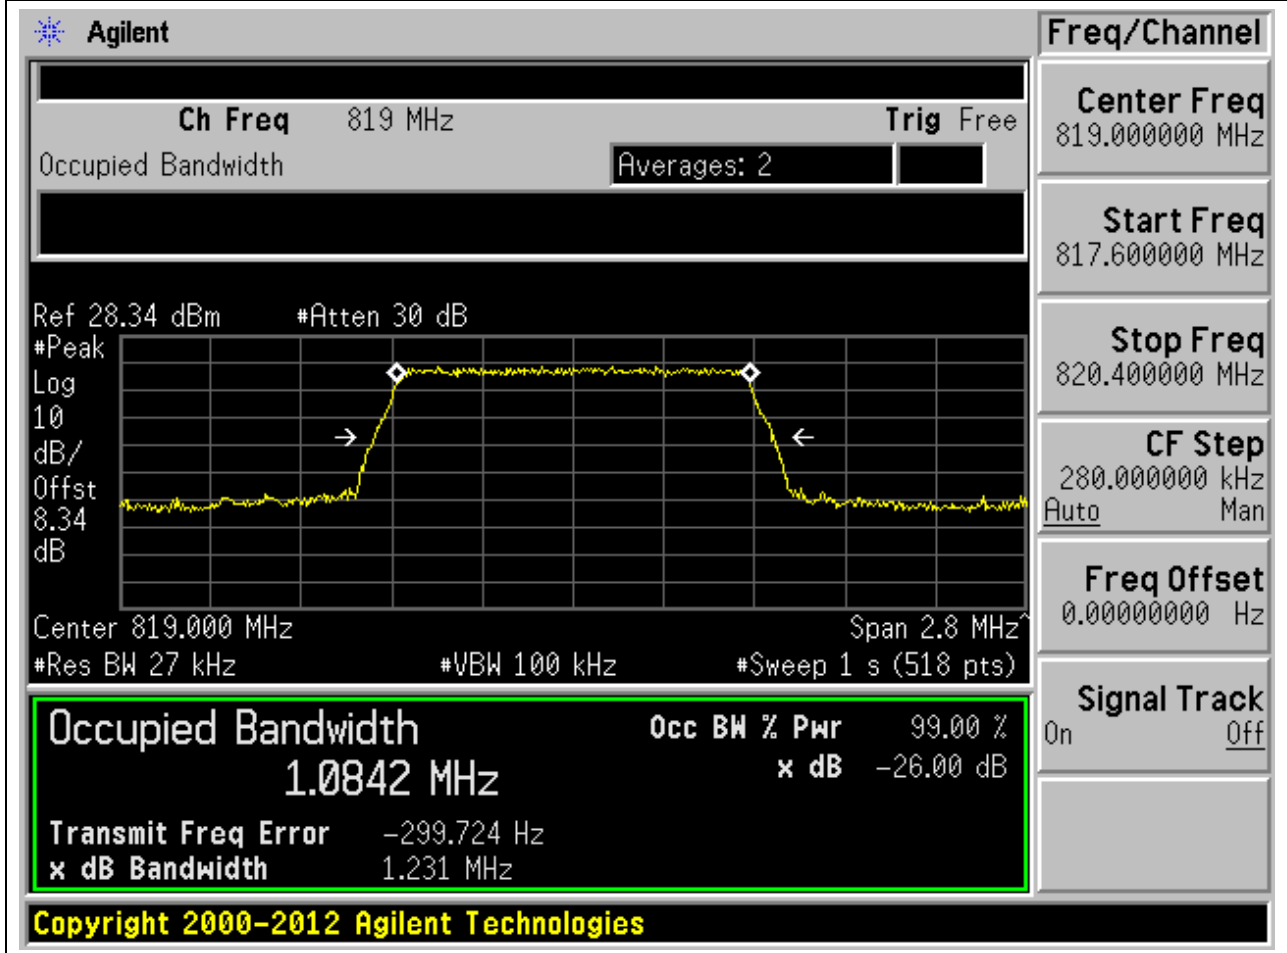 Agilent
Freq/Channel
Ch Freq 819 MHz Trig Free
Occupied Bandwidth Averages: 2
Ref 28.34 dBm #Atten 30 dB
#Peak
Log
10
dB/
Offst
8.34
dB
Center 819.000 MHz Span 2.8 MHz^
#Res BW 27 kHz #VBW 100 kHz #Sweep 1 s (518 pts)
Occupied Bandwidth
1.0842 MHz
Occ BW % Pwr 99.00 %
x dB -26.00 dB
Transmit Freq Error -299.724 Hz
x dB Bandwidth 1.231 MHz
Copyright 2000-2012 Agilent Technologies
Center Freq
819.000000 MHz
Start Freq
817.600000 MHz
Stop Freq
820.400000 MHz
CF Step
280.000000 kHz
Auto Man
Freq Offset
0.00000000 Hz
Signal Track
On Off